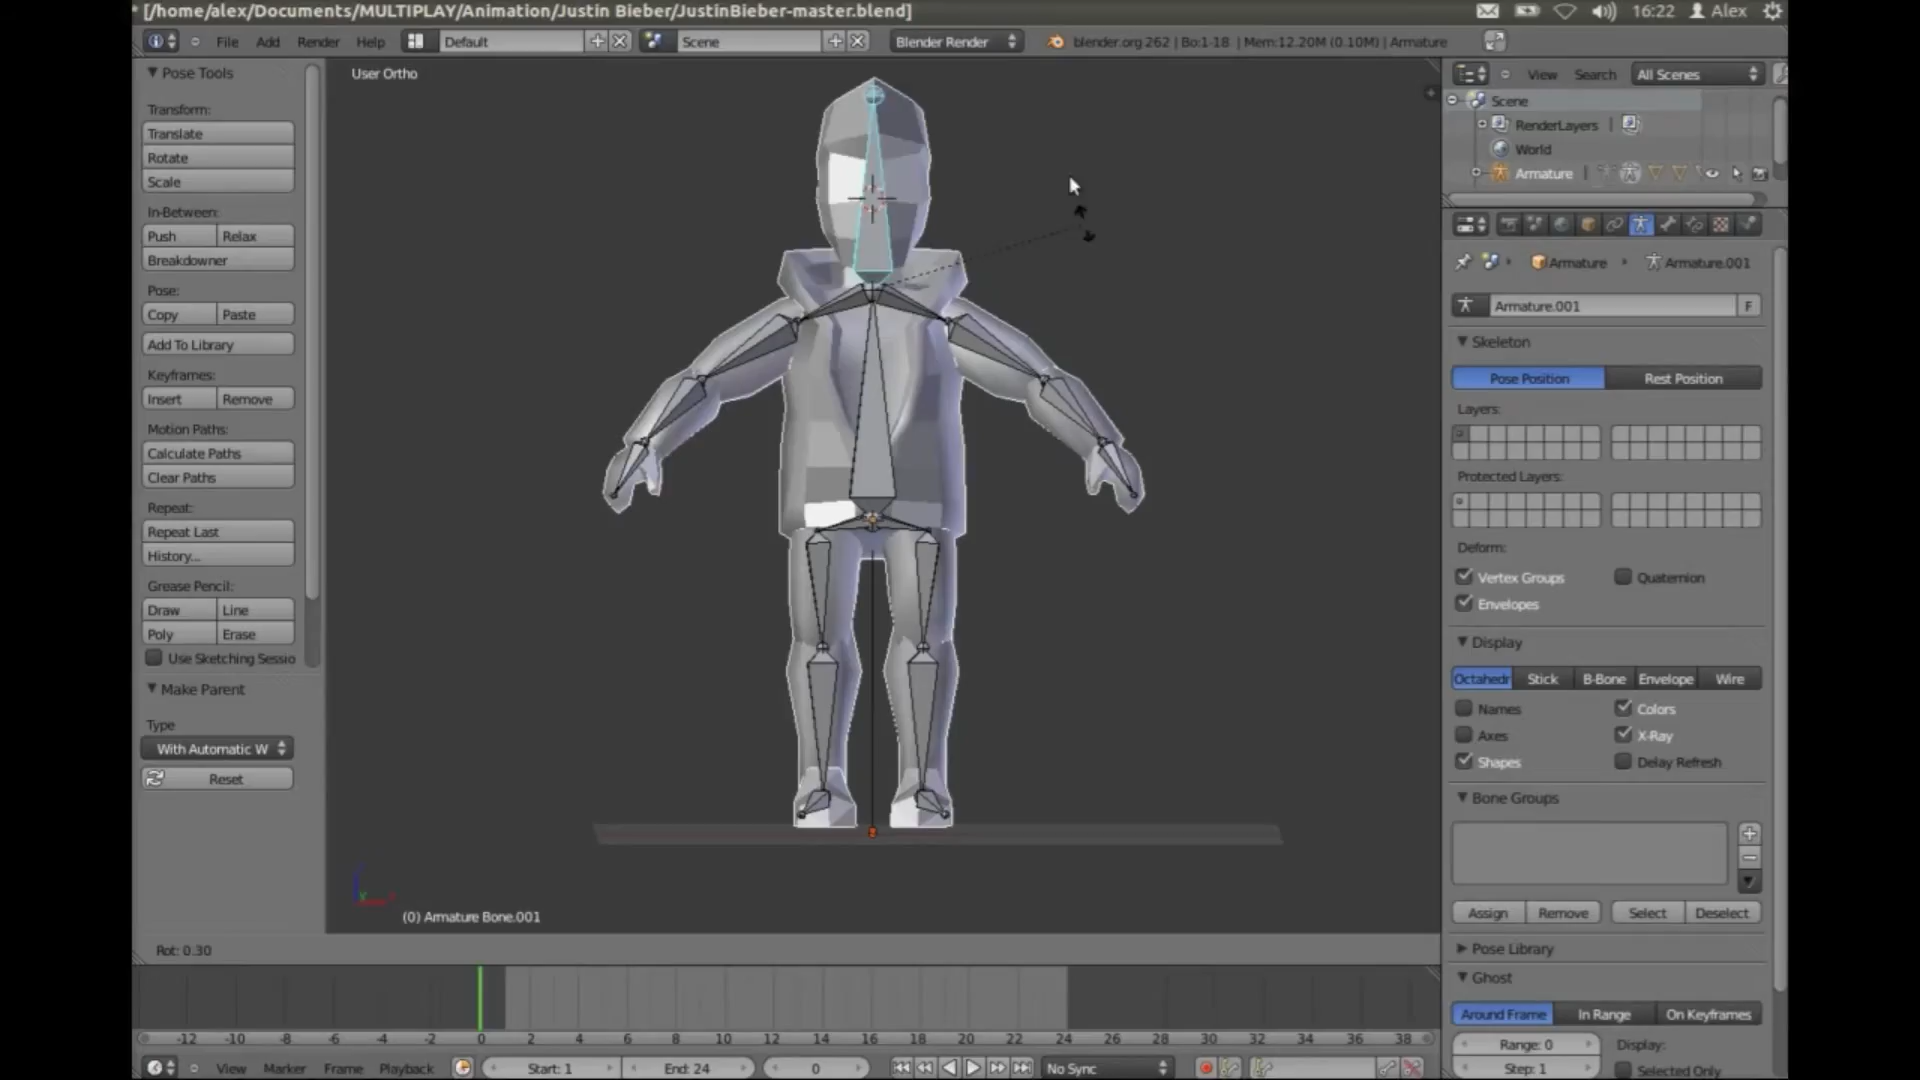 * [/home/alex/Documents/MULTIPLAY/Animation/Justin Bieber/JustinBieber-master.blend]
16:22 Alex
File Add Render Help Default Scene Blender Render blender.org 262 | Bo:1-18 | Mem:12.20M (0.10M) | Armature
Pose Tools
Transform:
Translate
Rotate
Scale
In-Between:
Push Relax
Breakdowner
Pose:
Copy Paste
Add To Library
Keyframes:
Insert Remove
Motion Paths:
Calculate Paths
Clear Paths
Repeat:
Repeat Last
History...
Grease Pencil:
Draw Line
Poly Erase
Use Sketching Sessio
Make Parent
Type
With Automatic W
Reset
User Ortho
(0) Armature Bone.001
Rot: 0.30
View Search All Scenes
Scene
RenderLayers
World
Armature
Armature Armature.001
Armature.001 F
Skeleton
Pose Position Rest Position
Layers:
Protected Layers:
Deform:
Vertex Groups Quaternion
Envelopes
Display
Octahedr Stick B-Bone Envelope Wire
Names Colors
Axes X-Ray
Shapes Delay Refresh
Bone Groups
Assign Remove Select Deselect
Pose Library
Ghost
Around Frame In Range On Keyframes
Range: 0 Display:
Step: 1 Selected Only
-12 -10 -8 -6 -4 -2 0 2 4 6 8 10 12 14 16 18 20 22 24 26 28 30 32 34 36 38
View Marker Frame Playback Start: 1 End: 24 0 No Sync